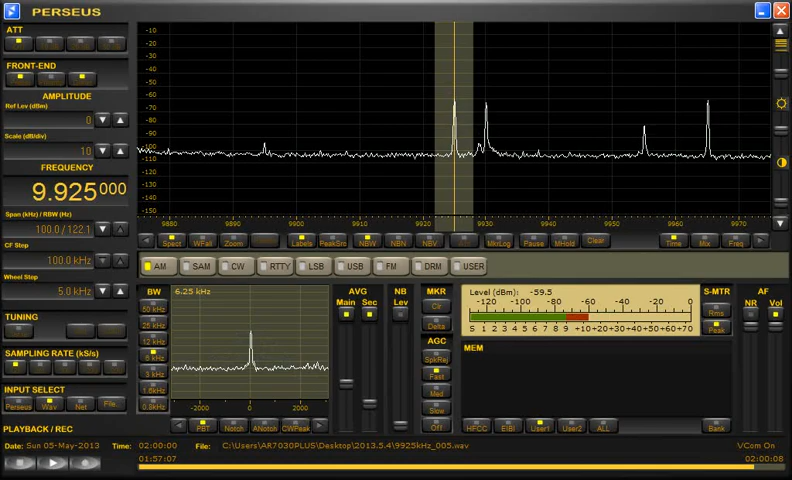 PERSEUS
ATT
FRONT-END
AMPLITUDE
Ref Lev (dBm)
0
Scale (dB/div)
10
FREQUENCY
9.925000
Span (kHz) / RBW (Hz)
100.0 / 122.1
CF Step
100.0 kHz
Wheel Step
5.0 kHz
TUNING
SAMPLING RATE (kS/s)
INPUT SELECT
Perseus Wav Net File
-10
-20
-30
-40
-50
-60
-70
-80
-90
-100
-110
-120
-130
-140
-150
9880 9890 9900 9910 9920 9930 9940 9950 9960 9970
Spect WFall Zoom Labels PeakSro NBW NBN NBV MkrLog Pause MHold Clear Time Mix Freq
AM SAM CW RTTY LSB USB FM DRM USER
BW
50 kHz
25 kHz
12 kHz
6 kHz
3 kHz
1.6kHz
0.8kHz
6.25 kHz
-2000 0 2000
PBT Notch ANotch CWPeak
AVG
Main Sec
NB
Lev
MKR
Clr
Delta
AGC
SpkRej
Fast
Med
Slow
Off
Level (dBm): -59.5
-120 -100 -80 -60 -40 -20 0
S 1 2 3 4 5 6 7 8 9 +10 +20 +30 +40 +50 +60 +70
MEM
HFCC EIBI User1 User2 ALL Bank
S-MTR
Rms
Peak
AF
NR Vol
PLAYBACK / REC
Date: Sun 05-May-2013 Time: 02:00:00 File: C:\Users\AR7030PLUS\Desktop\2013.5.4\9925kHz_005.wav VCom On
01:57:07 02:00:08